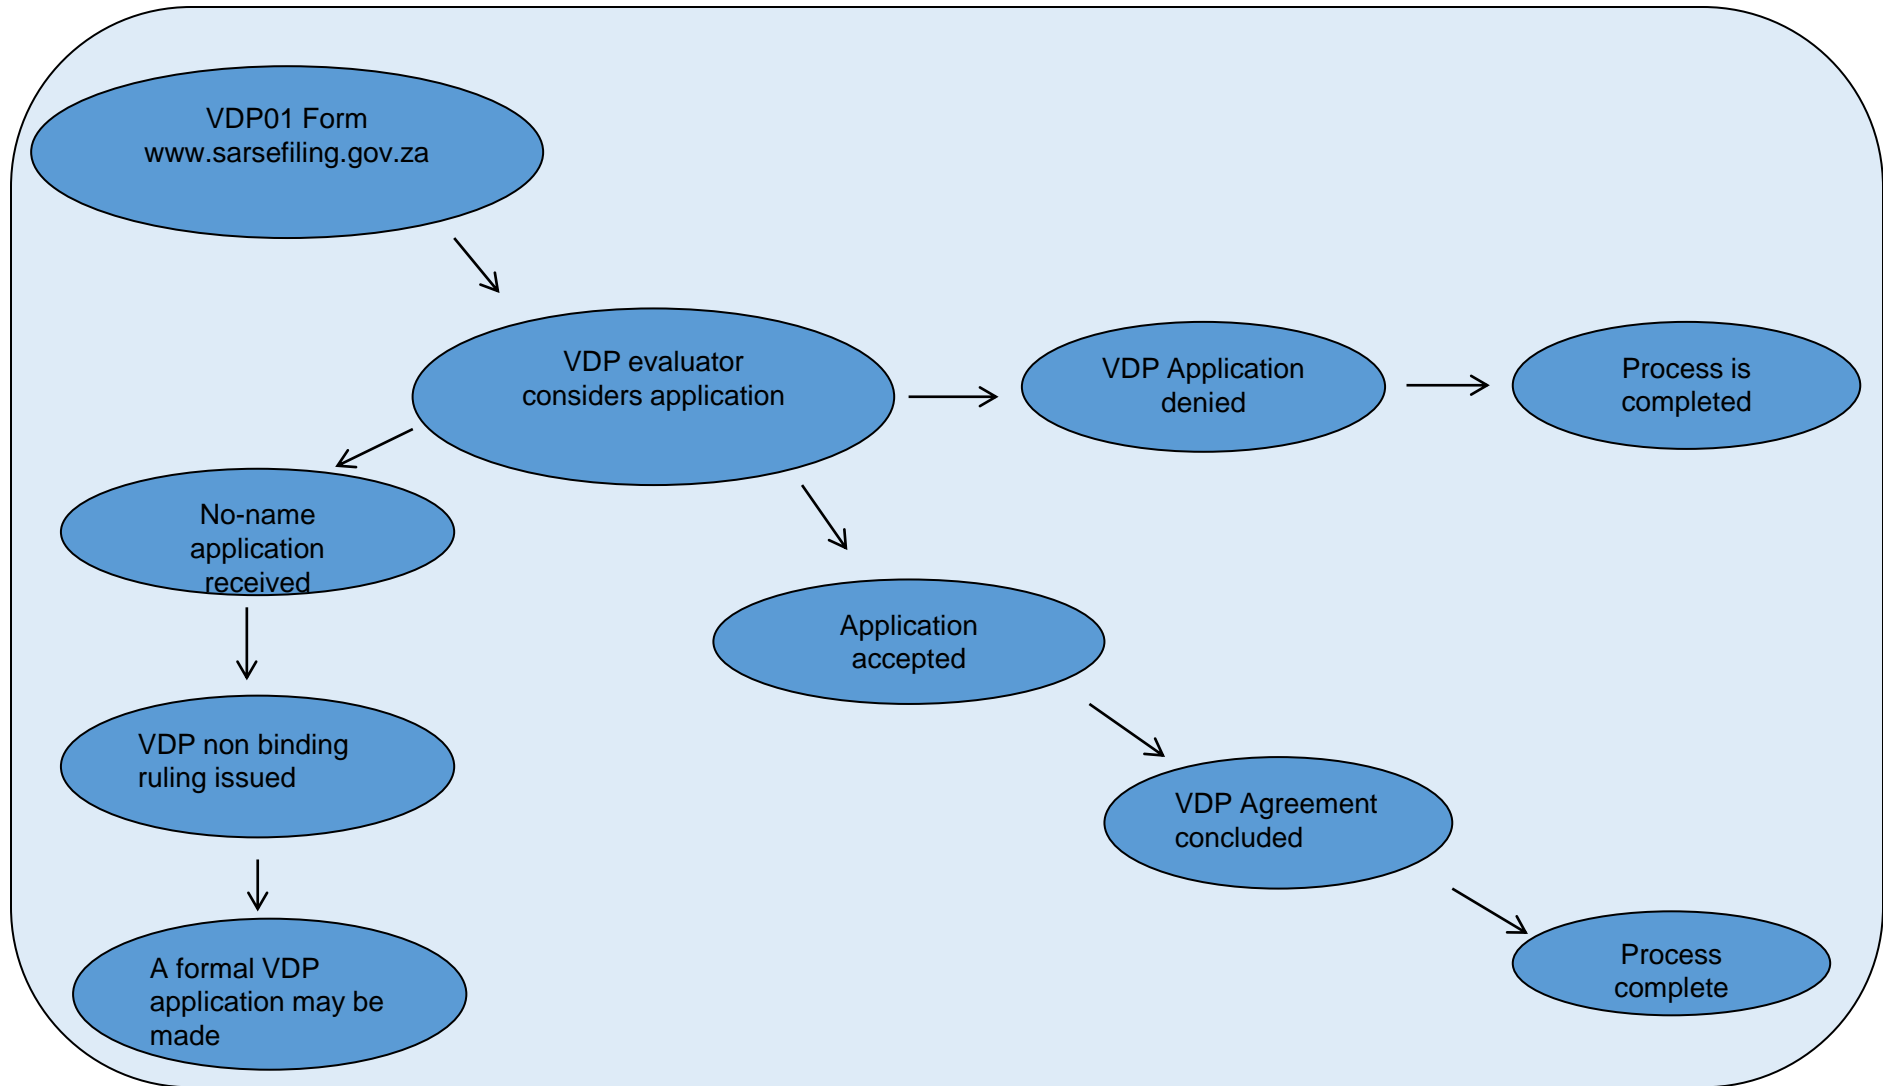 VDP01 Form
www.sarsefiling.gov.za
VDP evaluator
considers application
VDP Application
denied
Process is
completed
No-name
application
received
Application
accepted
VDP non binding
ruling issued
VDP Agreement
concluded
A formal VDP
application may be
made
Process
complete